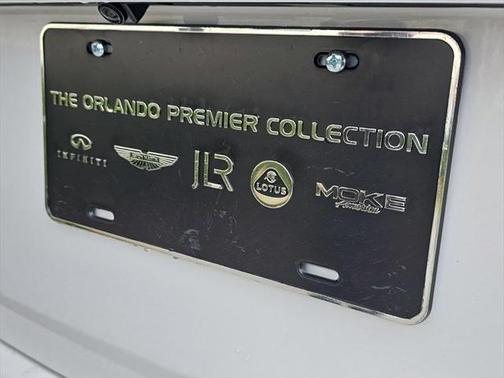 THE ORLANDO PREMIER COLLECTION
INFINITI
JLR
LOTUS
MOKE